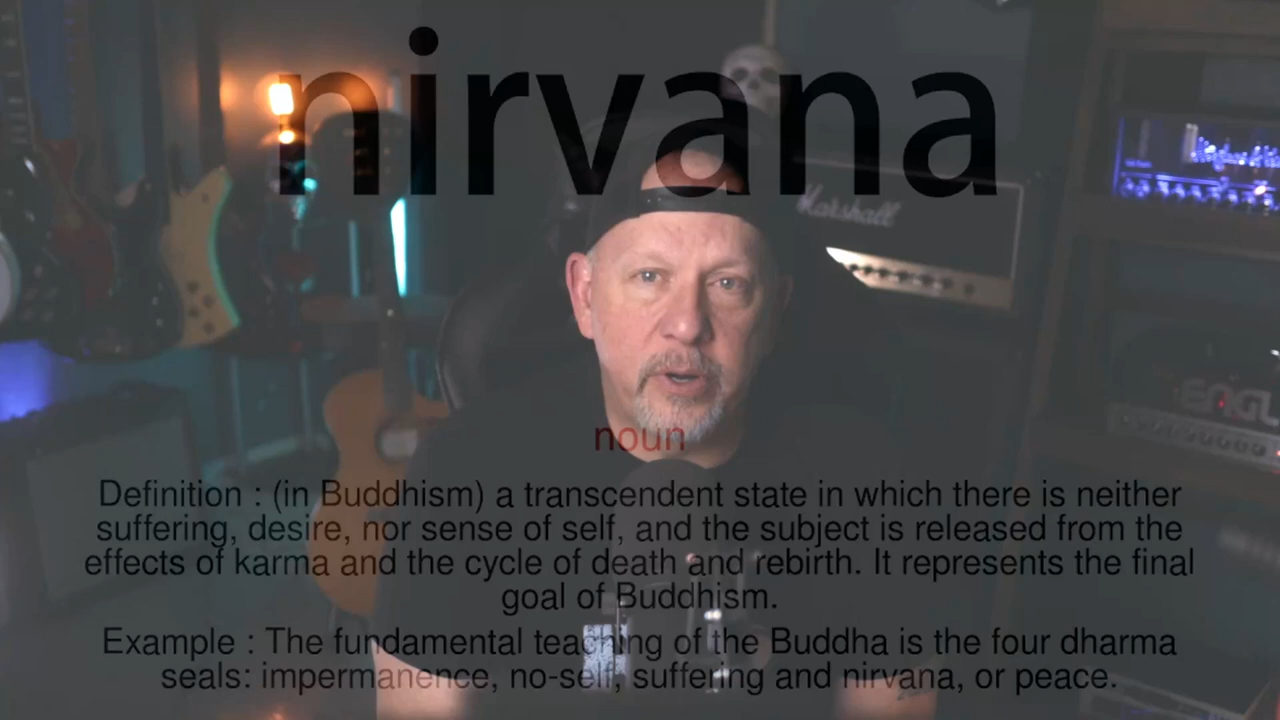 nirvana
Marshall
ENGL
noun
Definition : (in Buddhism) a transcendent state in which there is neither
suffering, desire, nor sense of self, and the subject is released from the
effects of karma and the cycle of death and rebirth. It represents the final
goal of Buddhism.
Example : The fundamental teaching of the Buddha is the four dharma
seals: impermanence, no-self, suffering and nirvana, or peace.